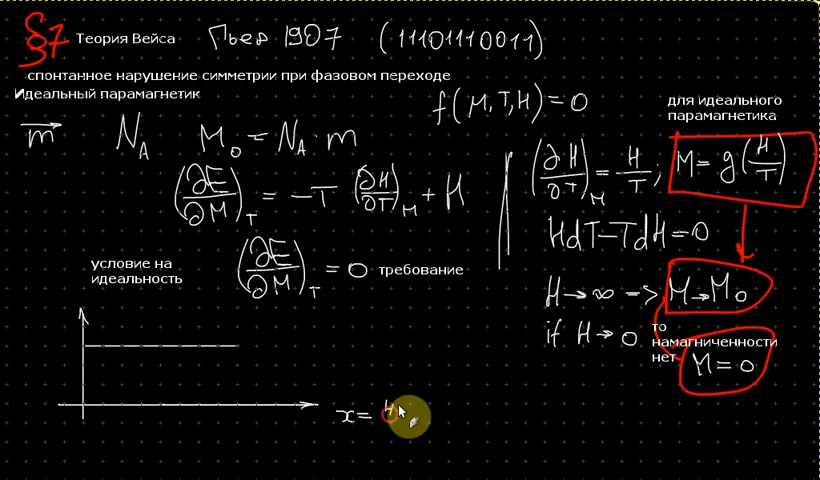 §7 Теория Вейса Пьер 1907 (11101110011)
спонтанное нарушение симметрии при фазовом переходе
Идеальный парамагнетик
f(M,T,H)=0
m⃗ N_A M_0 = N_A · m
(∂E/∂M)_T = −T (∂H/∂T)_M + H
(∂E/∂M)_T = 0 требование
условие на
идеальность
для идеального
парамагнетика
(∂H/∂T)_M = H/T; M = g(H/T)
HdT−TdH=0
H→∞ -> M→M_0
if H→0 то
намагниченности
нет M=0
x=